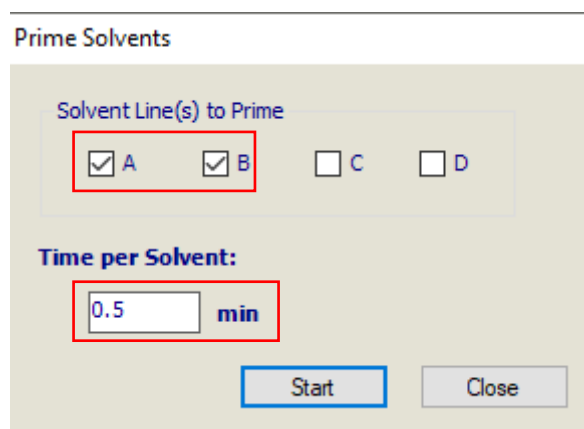 Prime Solvents
Solvent Line(s) to Prime
A B C D
Time per Solvent:
0.5 min
Start Close